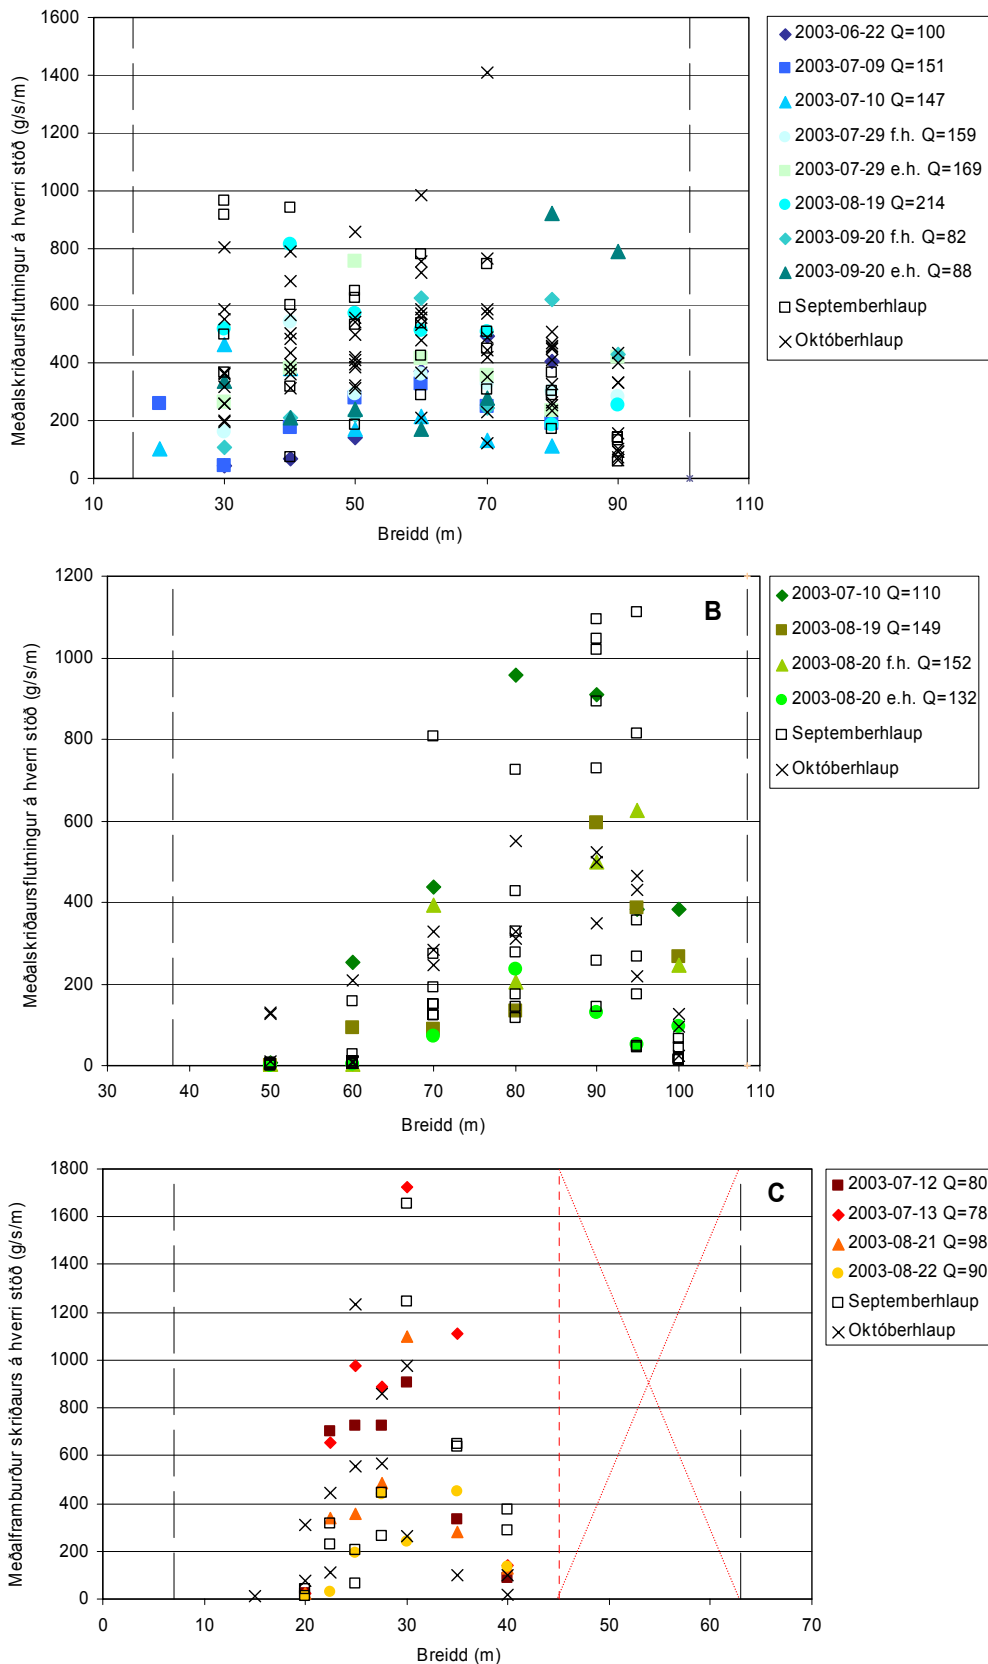 Meðalskriðaursflutningur á hverri stöð (g/s/m)
1600
1400
1200
1000
800
600
400
200
0
10
30
50
70
90
110
Breidd (m)
2003-06-22 Q=100
2003-07-09 Q=151
2003-07-10 Q=147
2003-07-29 f.h. Q=159
2003-07-29 e.h. Q=169
2003-08-19 Q=214
2003-09-20 f.h. Q=82
2003-09-20 e.h. Q=88
Septemberhlaup
Októberhlaup
Meðalskriðaursflutningur á hverri stöð (g/s/m)
1200
1000
800
600
400
200
0
30
40
50
60
70
80
90
100
110
Breidd (m)
B
2003-07-10 Q=110
2003-08-19 Q=149
2003-08-20 f.h. Q=152
2003-08-20 e.h. Q=132
Septemberhlaup
Októberhlaup
Meðalframburður skriðaurs á hverri stöð (g/s/m)
1800
1600
1400
1200
1000
800
600
400
200
0
0
10
20
30
40
50
60
70
Breidd (m)
C
2003-07-12 Q=80
2003-07-13 Q=78
2003-08-21 Q=98
2003-08-22 Q=90
Septemberhlaup
Októberhlaup